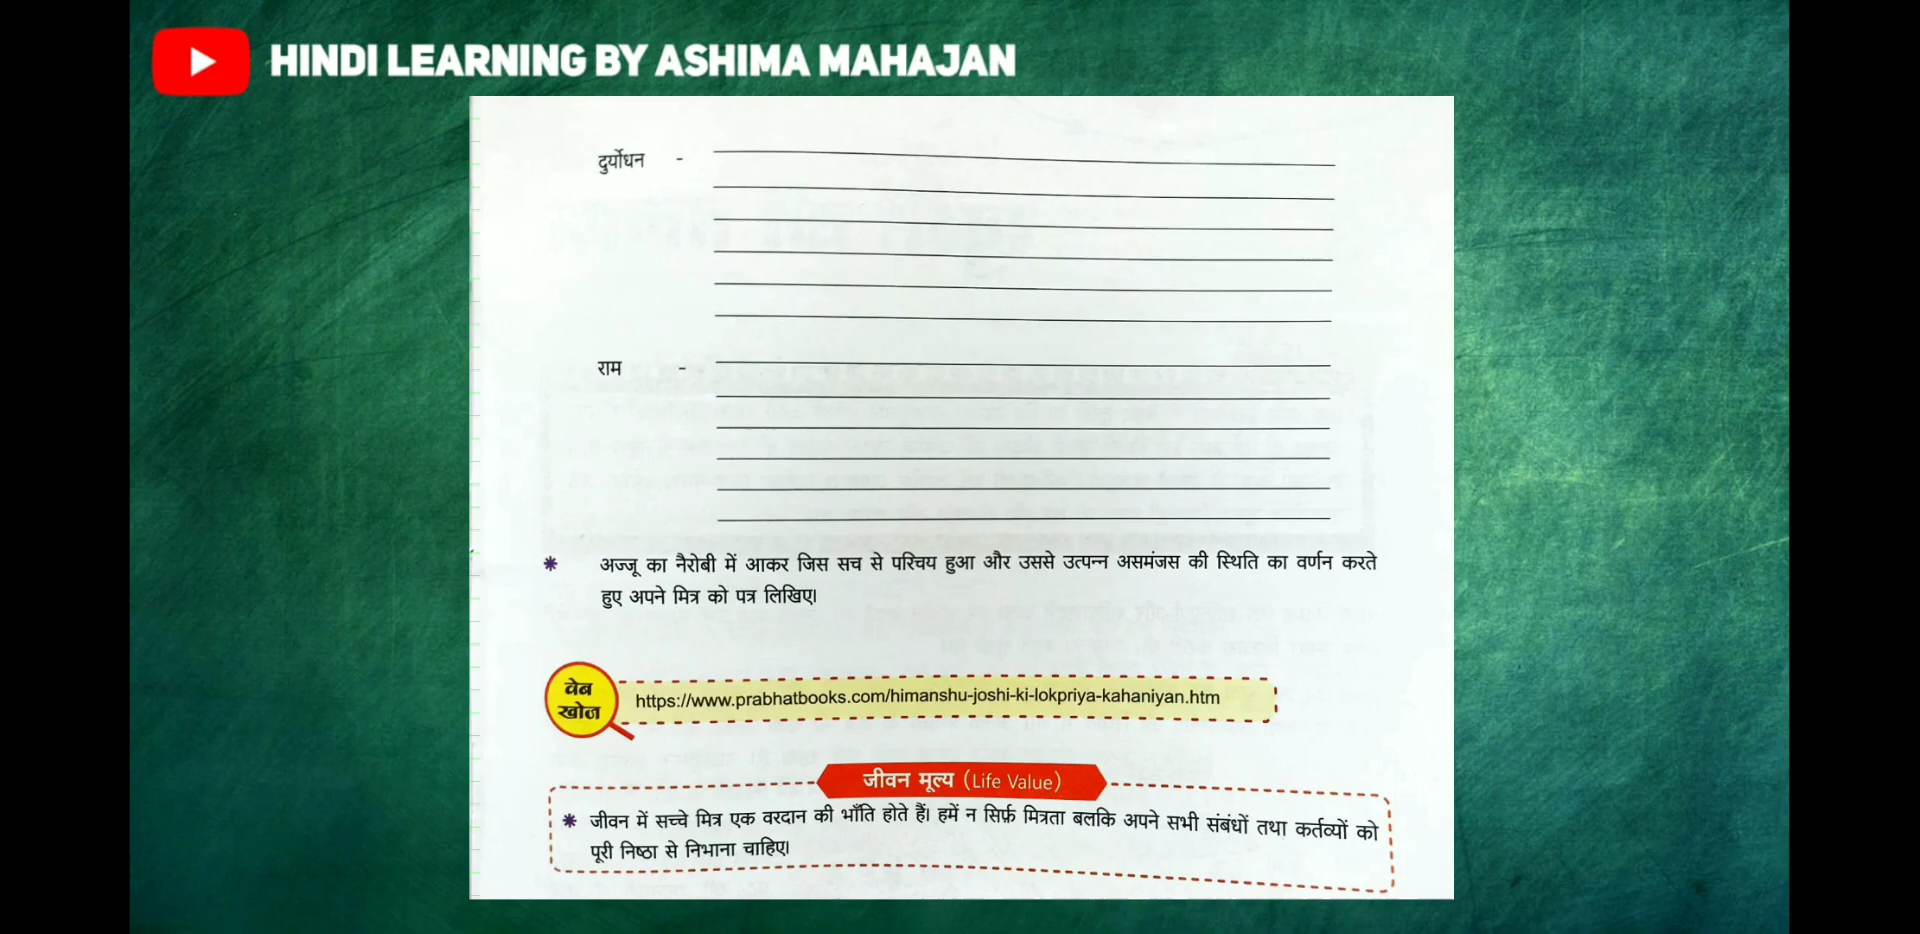 HINDI LEARNING BY ASHIMA MAHAJAN
दुर्योधन -
राम -
* अज्जू का नैरोबी में आकर जिस सच से परिचय हुआ और उससे उत्पन्न असमंजस की स्थिति का वर्णन करते
हुए अपने मित्र को पत्र लिखिए।
वेब
खोज
https://www.prabhatbooks.com/himanshu-joshi-ki-lokpriya-kahaniyan.htm
जीवन मूल्य (Life Value)
* जीवन में सच्चे मित्र एक वरदान की भाँति होते हैं। हमें न सिर्फ़ मित्रता बलकि अपने सभी संबंधों तथा कर्तव्यों को
पूरी निष्ठा से निभाना चाहिए।